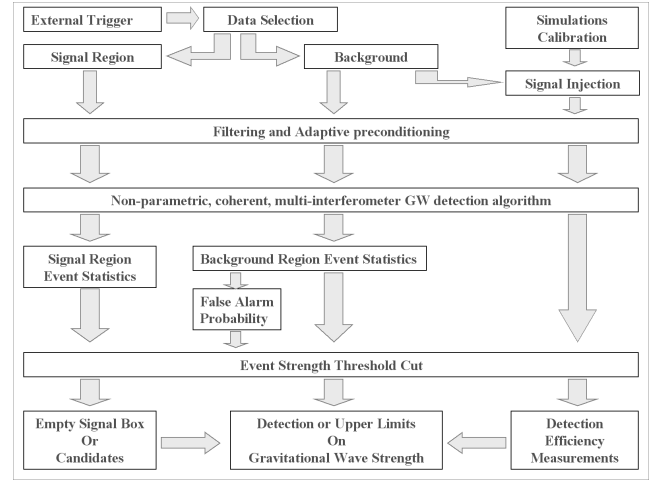 External Trigger
Data Selection
Simulations
Calibration
Signal Region
Background
Signal Injection
Filtering and Adaptive preconditioning
Non-parametric, coherent, multi-interferometer GW detection algorithm
Signal Region
Event Statistics
Background Region Event Statistics
False Alarm
Probability
Event Strength Threshold Cut
Empty Signal Box
Or
Candidates
Detection or Upper Limits
On
Gravitational Wave Strength
Detection
Efficiency
Measurements